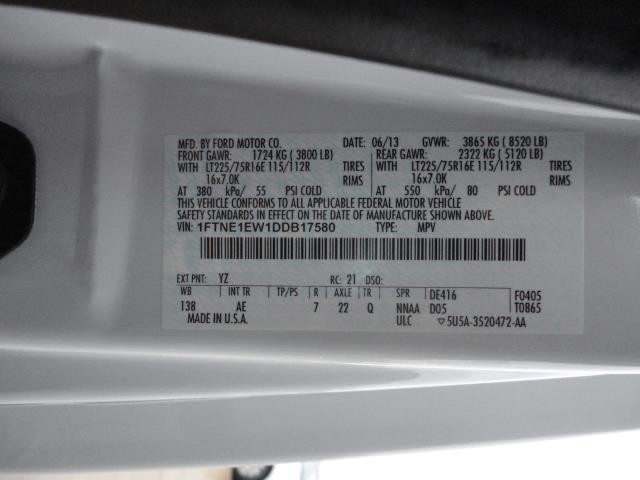 MFD. BY FORD MOTOR CO. DATE: 06/13 GVWR: 3865 KG ( 8520 LB)
FRONT GAWR: 1724 KG ( 3800 LB) REAR GAWR: 2322 KG ( 5120 LB)
WITH LT225/75R16E 115/112R TIRES WITH LT225/75R16E 115/112R TIRES
16x7.0K RIMS 16x7.0K RIMS
AT 380 kPa/ 55 PSI COLD AT 550 kPa/ 80 PSI COLD
THIS VEHICLE CONFORMS TO ALL APPLICABLE FEDERAL MOTOR VEHICLE
SAFETY STANDARDS IN EFFECT ON THE DATE OF MANUFACTURE SHOWN ABOVE.
VIN: 1FTNE1EW1DDB17580 TYPE: MPV
EXT PNT: YZ RC: 21 DSO:
WB INT TR TP/PS R AXLE TR SPR DE416 F0405
138 AE 7 22 Q NNAA D05 T0865
MADE IN U.S.A. ULC ▽5U5A-3520472-AA